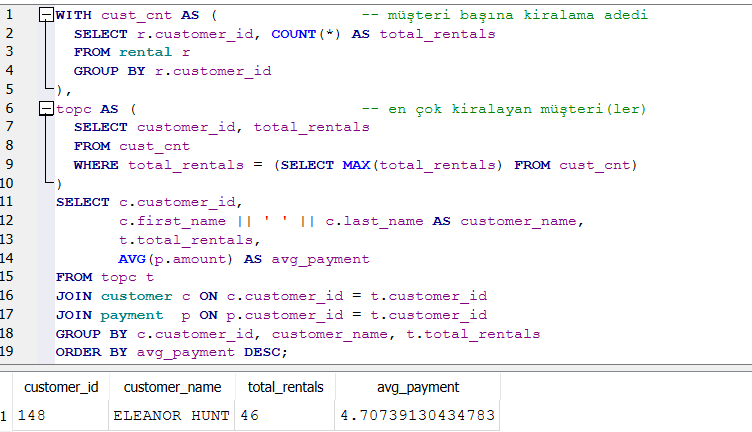 1 WITH cust_cnt AS ( -- müşteri başına kiralama adedi
2 SELECT r.customer_id, COUNT(*) AS total_rentals
3 FROM rental r
4 GROUP BY r.customer_id
5 ),
6 topc AS ( -- en çok kiralayan müşteri(ler)
7 SELECT customer_id, total_rentals
8 FROM cust_cnt
9 WHERE total_rentals = (SELECT MAX(total_rentals) FROM cust_cnt)
10 )
11 SELECT c.customer_id,
12 c.first_name || ' ' || c.last_name AS customer_name,
13 t.total_rentals,
14 AVG(p.amount) AS avg_payment
15 FROM topc t
16 JOIN customer c ON c.customer_id = t.customer_id
17 JOIN payment p ON p.customer_id = t.customer_id
18 GROUP BY c.customer_id, customer_name, t.total_rentals
19 ORDER BY avg_payment DESC;
customer_id customer_name total_rentals avg_payment
1 148 ELEANOR HUNT 46 4.70739130434783